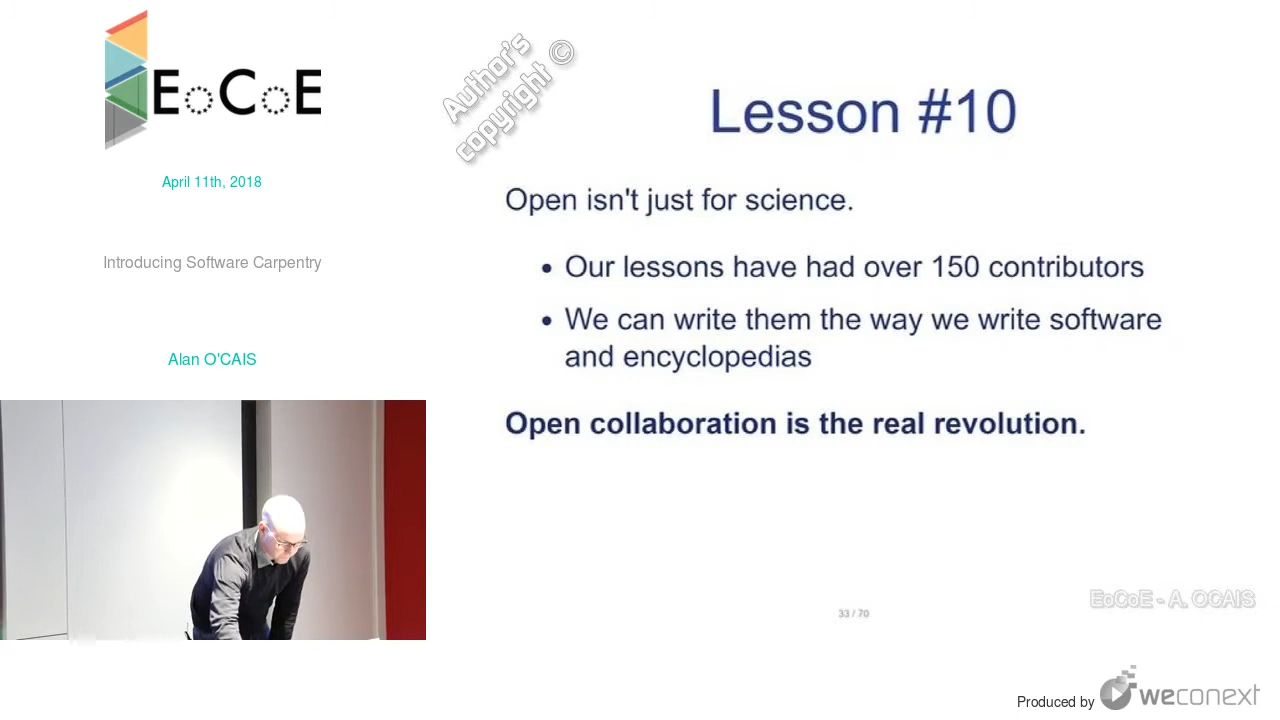 EoCoE
April 11th, 2018
Introducing Software Carpentry
Alan O'CAIS
Author's
copyright ©
Lesson #10
Open isn't just for science.
• Our lessons have had over 150 contributors
• We can write them the way we write software
and encyclopedias
Open collaboration is the real revolution.
33 / 70
EoCoE - A. OCAIS
Produced by weconext